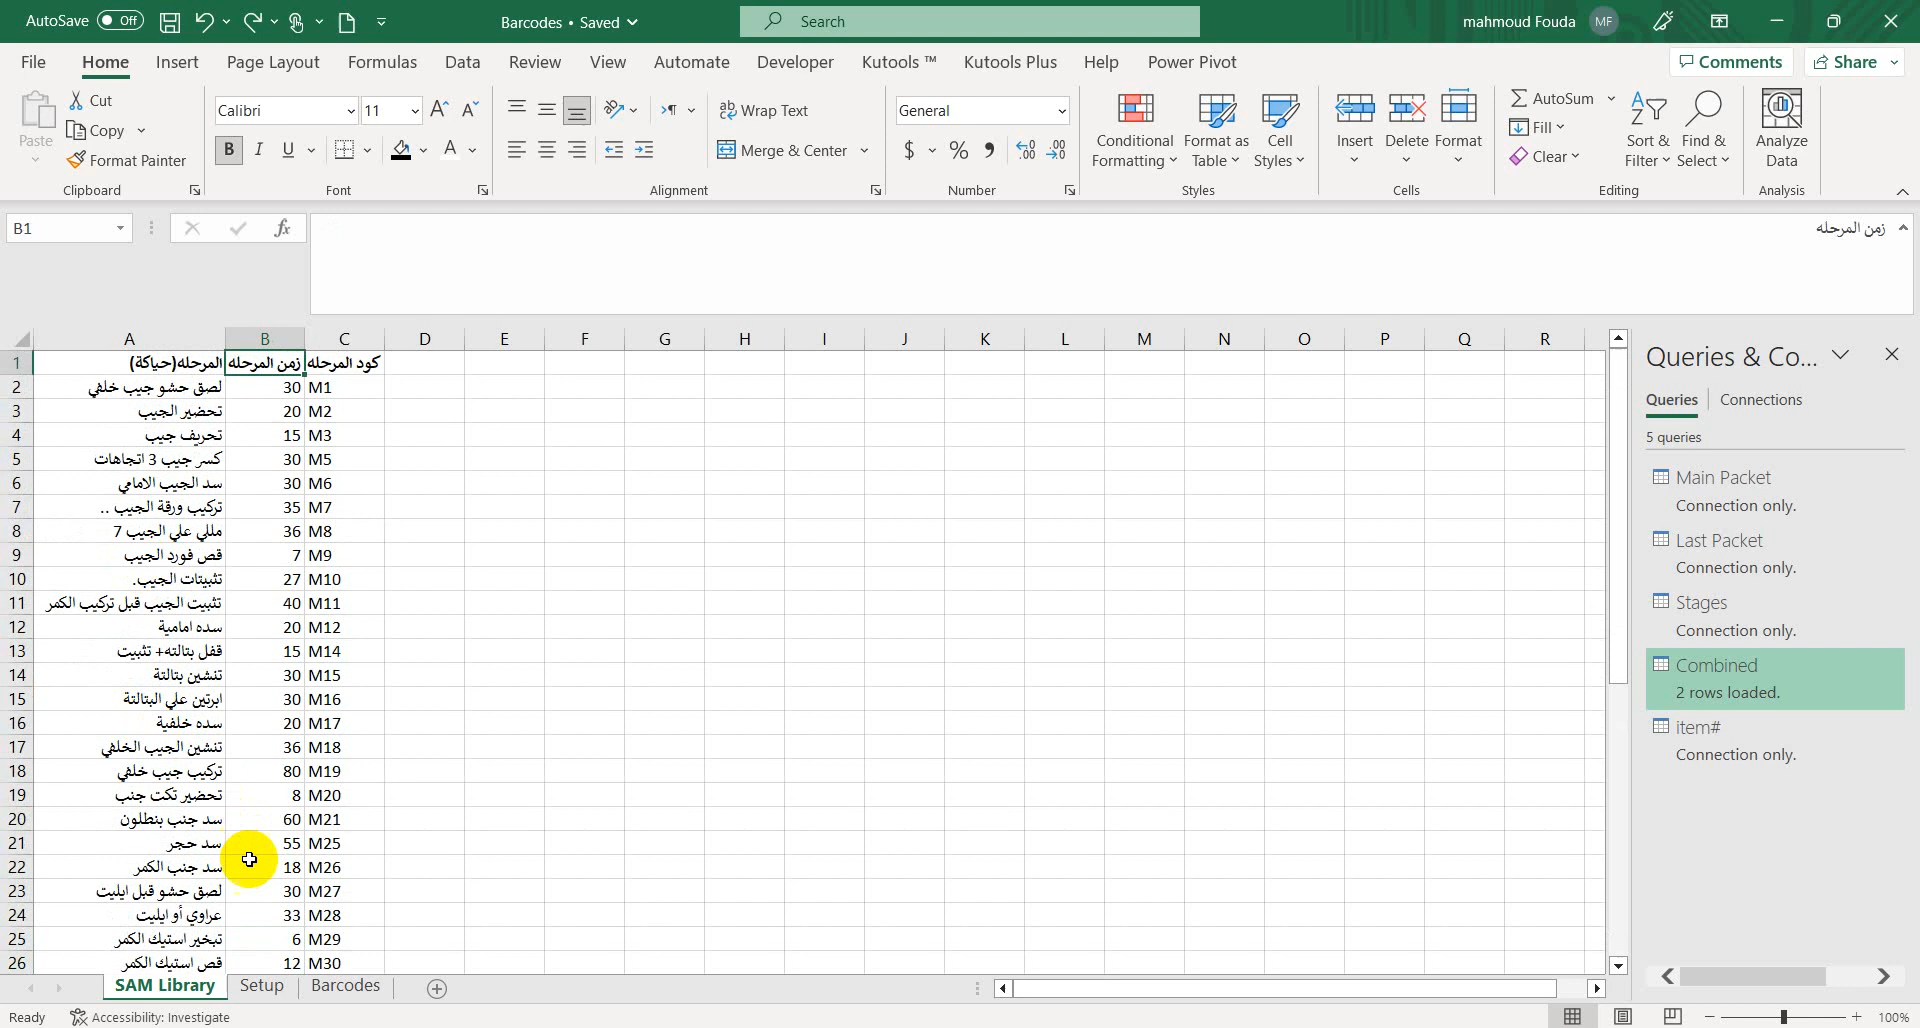 AutoSave Off
Barcodes • Saved
Search
mahmoud Fouda MF
File Home Insert Page Layout Formulas Data Review View Automate Developer Kutools ™ Kutools Plus Help Power Pivot
Comments Share
Paste
Cut
Copy
Format Painter
Clipboard
Calibri 11
B I U
Font
Wrap Text
Merge & Center
Alignment
General
$ % 9
Number
Conditional Formatting
Format as Table
Cell Styles
Styles
Insert Delete Format
Cells
AutoSum
Fill
Clear
Sort & Filter
Find & Select
Editing
Analyze Data
Analysis
B1
fx
زمن المرحله
A B C D E F G H I J K L M N O P Q R
1 المرحله(حياكة) زمن المرحله كود المرحله
2 لصق حشو جيب خلفي 30 M1
3 تحضير الجيب 20 M2
4 تحريف جيب 15 M3
5 كسر جيب 3 اتجاهات 30 M5
6 سد الجيب الامامي 30 M6
7 تركيب ورقة الجيب .. 35 M7
8 مللي علي الجيب 7 36 M8
9 قص فورد الجيب 7 M9
10 تثبيتات الجيب. 27 M10
11 تثبيت الجيب قبل تركيب الكمر 40 M11
12 سده امامية 20 M12
13 قفل بتالته+ تثبيت 15 M14
14 تنشين بتالتة 30 M15
15 ابرتين علي البتالتة 30 M16
16 سده خلفية 20 M17
17 تنشين الجيب الخلفي 36 M18
18 تركيب جيب خلفي 80 M19
19 تحضير تكت جنب 8 M20
20 سد جنب بنطلون 60 M21
21 سد حجر 55 M25
22 سد جنب الكمر 18 M26
23 لصق حشو قبل ايليت 30 M27
24 عراوي أو ايليت 33 M28
25 تبخير استيك الكمر 6 M29
26 قص استيك الكمر 12 M30
Queries & Co...
Queries Connections
5 queries
Main Packet
Connection only.
Last Packet
Connection only.
Stages
Connection only.
Combined
2 rows loaded.
item#
Connection only.
SAM Library Setup Barcodes
Ready Accessibility: Investigate
100%